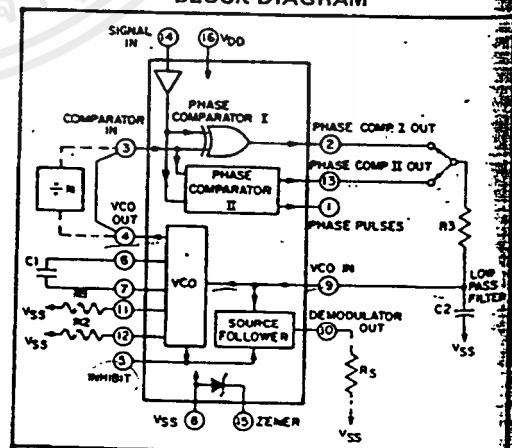 BLOCK DIAGRAM
SIGNAL IN
14
16
VDD
PHASE COMPARATOR I
COMPARATOR IN
3
PHASE COMP. I OUT
2
PHASE COMP II OUT
13
PHASE COMPARATOR II
1
PHASE PULSES
÷ N
VCO OUT
4
R3
C1
6
VCO
VCO IN
9
LOW PASS FILTER
7
VSS
11
SOURCE FOLLOWER
DEMODULATOR OUT
10
C2
VSS
R2
VSS
12
5
INHIBIT
RS
VSS
VSS
15
ZENER